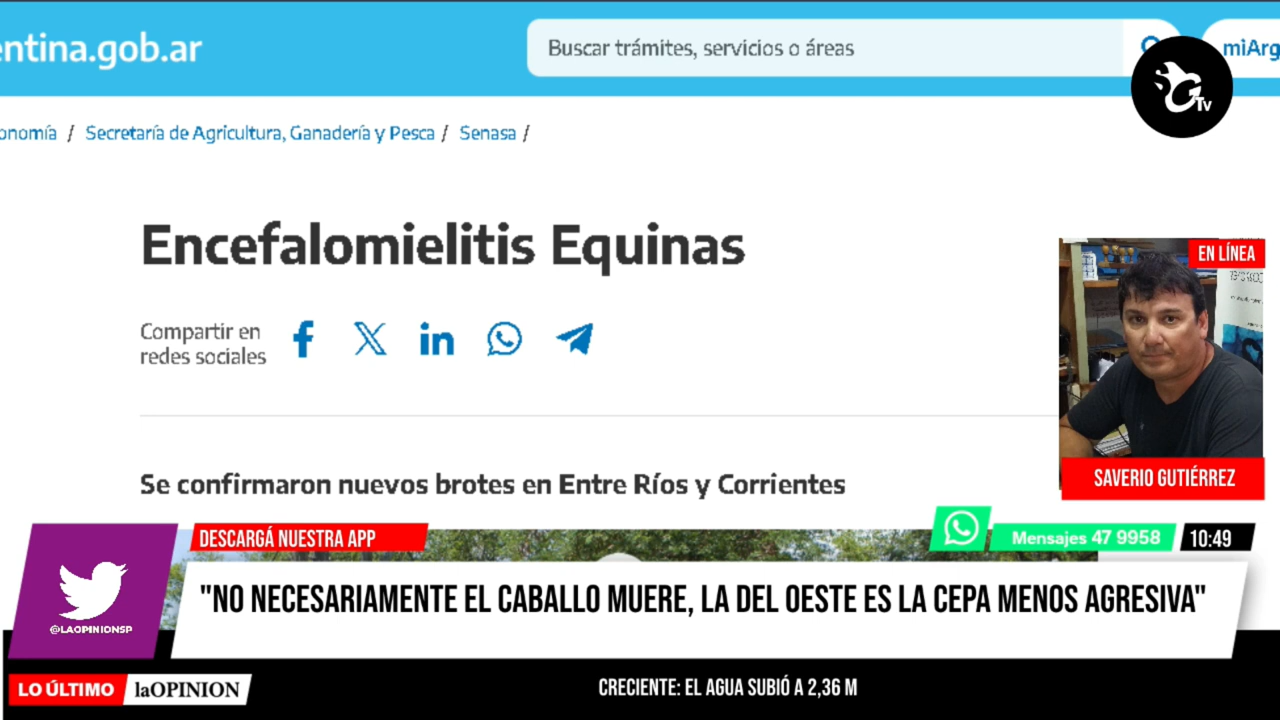 entina.gob.ar
Buscar trámites, servicios o áreas
miArg
GTv
onomía / Secretaría de Agricultura, Ganadería y Pesca / Senasa /
Encefalomielitis Equinas
EN LÍNEA
Compartir en
redes sociales
SAVERIO GUTIÉRREZ
Se confirmaron nuevos brotes en Entre Ríos y Corrientes
DESCARGÁ NUESTRA APP
Mensajes 47 9958
10:49
"NO NECESARIAMENTE EL CABALLO MUERE, LA DEL OESTE ES LA CEPA MENOS AGRESIVA"
@LAOPINIONSP
LO ÚLTIMO
laOPINION
CRECIENTE: EL AGUA SUBIÓ A 2,36 M